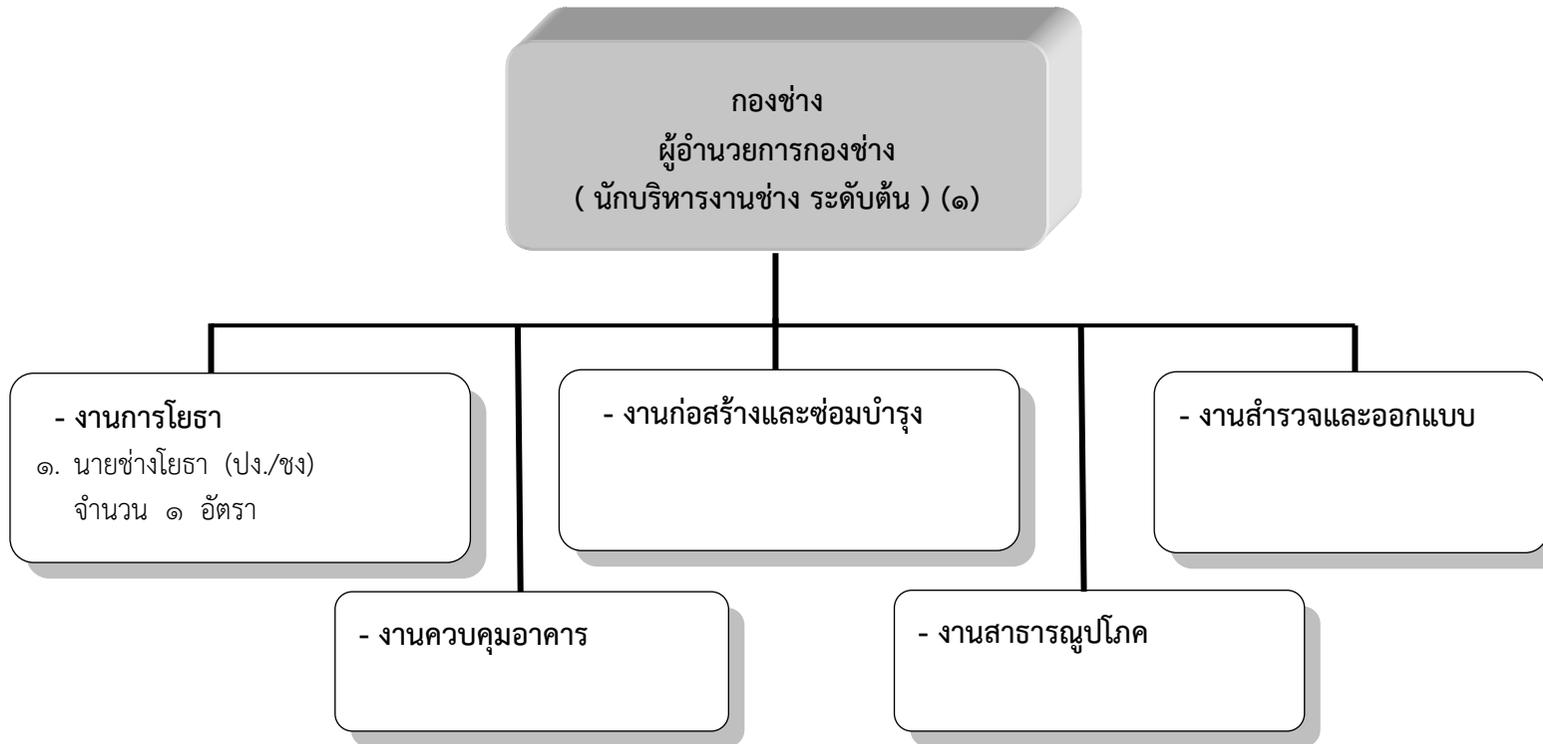 กองช่าง
ผู้อำนวยการกองช่าง
( นักบริหารงานช่าง ระดับต้น ) (๑)
- งานการโยธา
๑. นายช่างโยธา (ปง./ชง)
จำนวน ๑ อัตรา
- งานก่อสร้างและซ่อมบำรุง
- งานสำรวจและออกแบบ
- งานควบคุมอาคาร
- งานสาธารณูปโภค